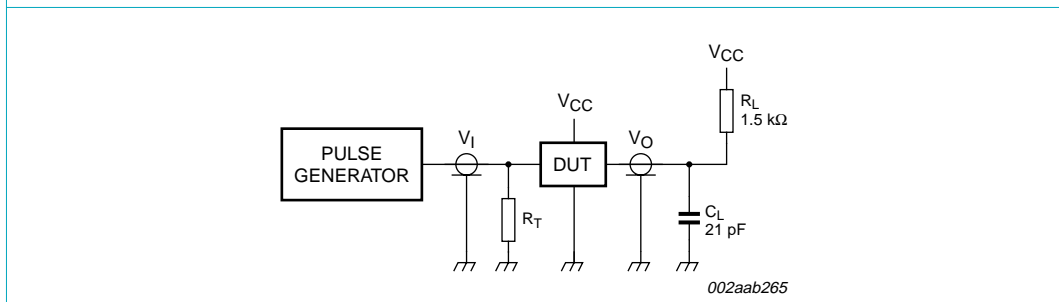 VCC
RL
1.5 kΩ
VCC
VI
VO
PULSE
GENERATOR
DUT
RT
CL
21 pF
002aab265